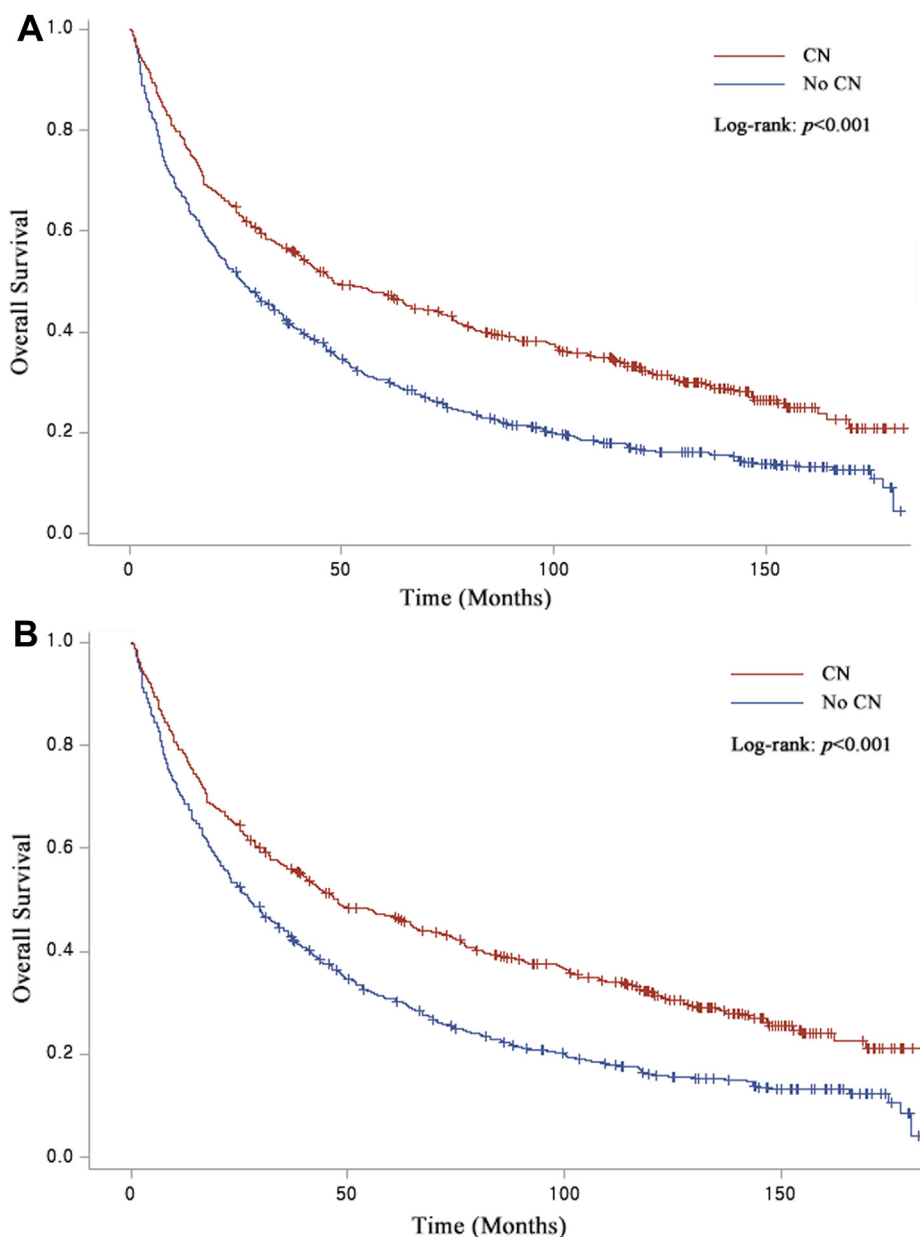 A
1.0
0.8
0.6
0.4
0.2
0.0
Overall Survival
CN
No CN
Log-rank: p<0.001
0 50 100 150
Time (Months)
B
1.0
0.8
0.6
0.4
0.2
0.0
Overall Survival
CN
No CN
Log-rank: p<0.001
0 50 100 150
Time (Months)